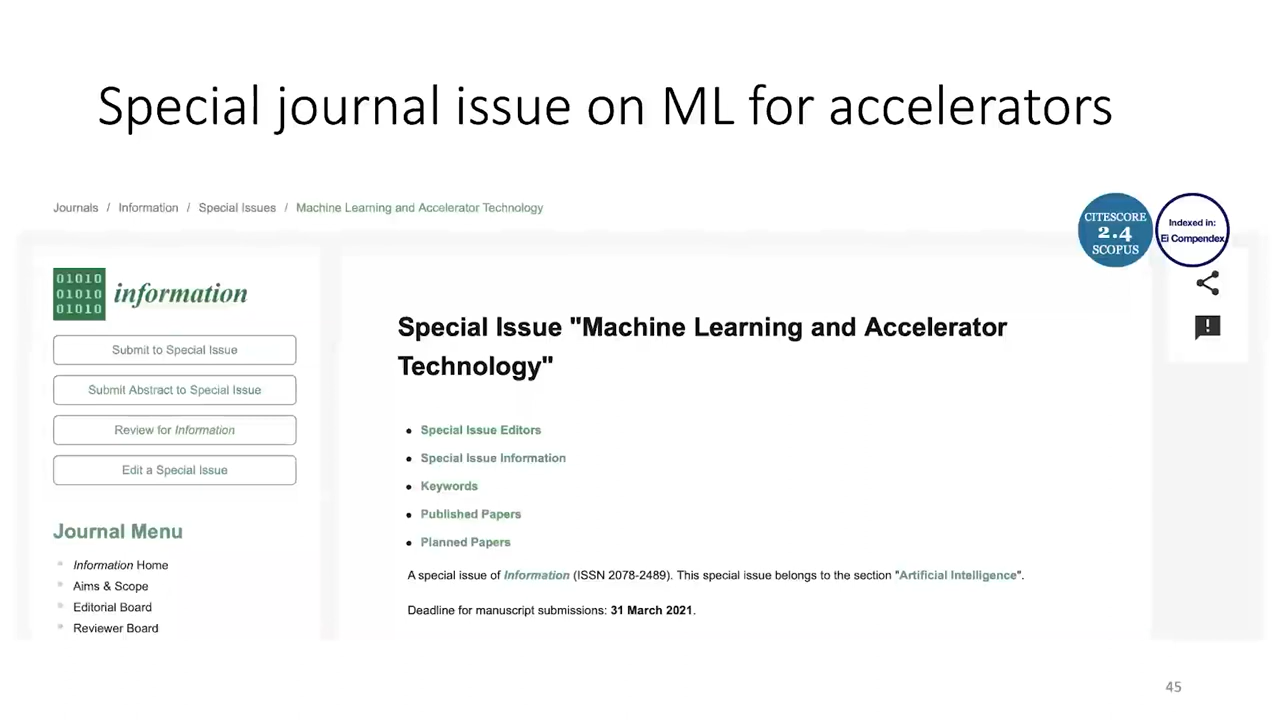 Special journal issue on ML for accelerators
Journals / Information / Special Issues / Machine Learning and Accelerator Technology
CITESCORE
2.4
SCOPUS
Indexed in:
Ei Compendex
01010
01010
01010
information
Submit to Special Issue
Submit Abstract to Special Issue
Review for Information
Edit a Special Issue
Journal Menu
Information Home
Aims & Scope
Editorial Board
Reviewer Board
Special Issue "Machine Learning and Accelerator
Technology"
Special Issue Editors
Special Issue Information
Keywords
Published Papers
Planned Papers
A special issue of Information (ISSN 2078-2489). This special issue belongs to the section "Artificial Intelligence".
Deadline for manuscript submissions: 31 March 2021.
45